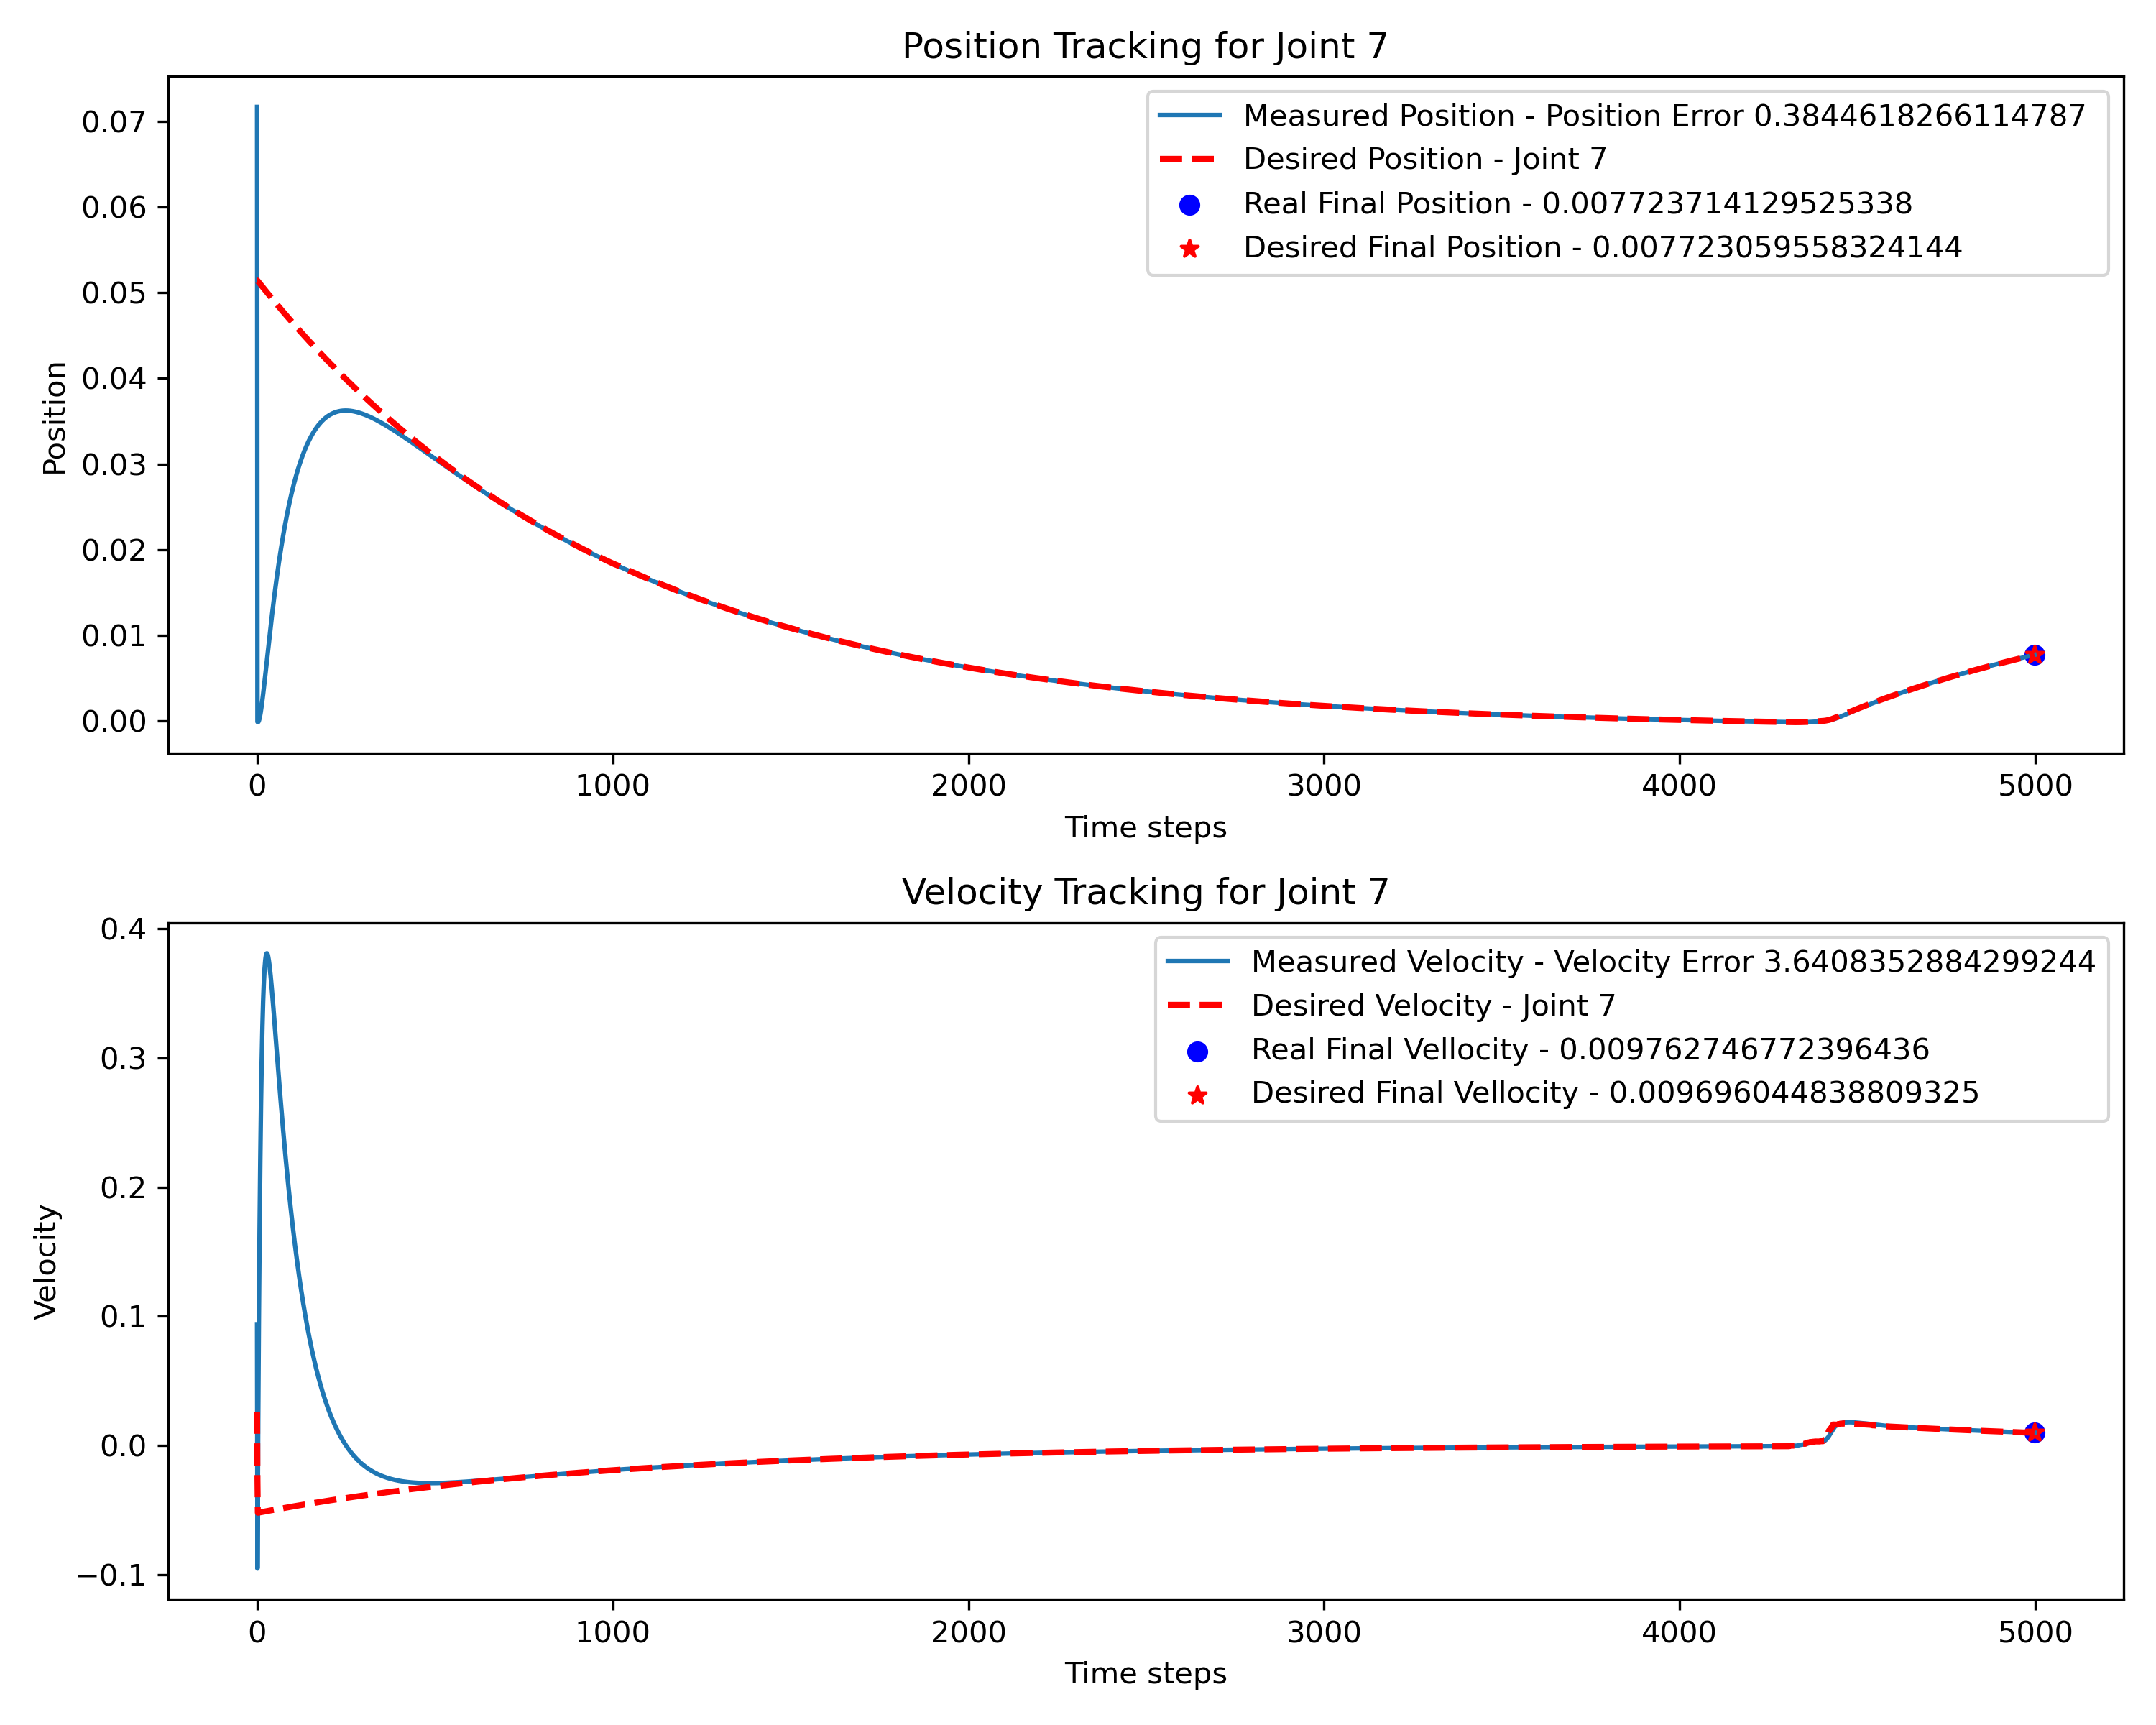 Position Tracking for Joint 7
Measured Position - Position Error 0.3844618266114787
Desired Position - Joint 7
Real Final Position - 0.007723714129525338
Desired Final Position - 0.007723059558324144
0.07
0.06
0.05
0.04
0.03
0.02
0.01
0.00
Position
0 1000 2000 3000 4000 5000
Time steps
Velocity Tracking for Joint 7
Measured Velocity - Velocity Error 3.6408352884299244
Desired Velocity - Joint 7
Real Final Vellocity - 0.009762746772396436
Desired Final Vellocity - 0.009696044838809325
0.4
0.3
0.2
0.1
0.0
−0.1
Velocity
0 1000 2000 3000 4000 5000
Time steps